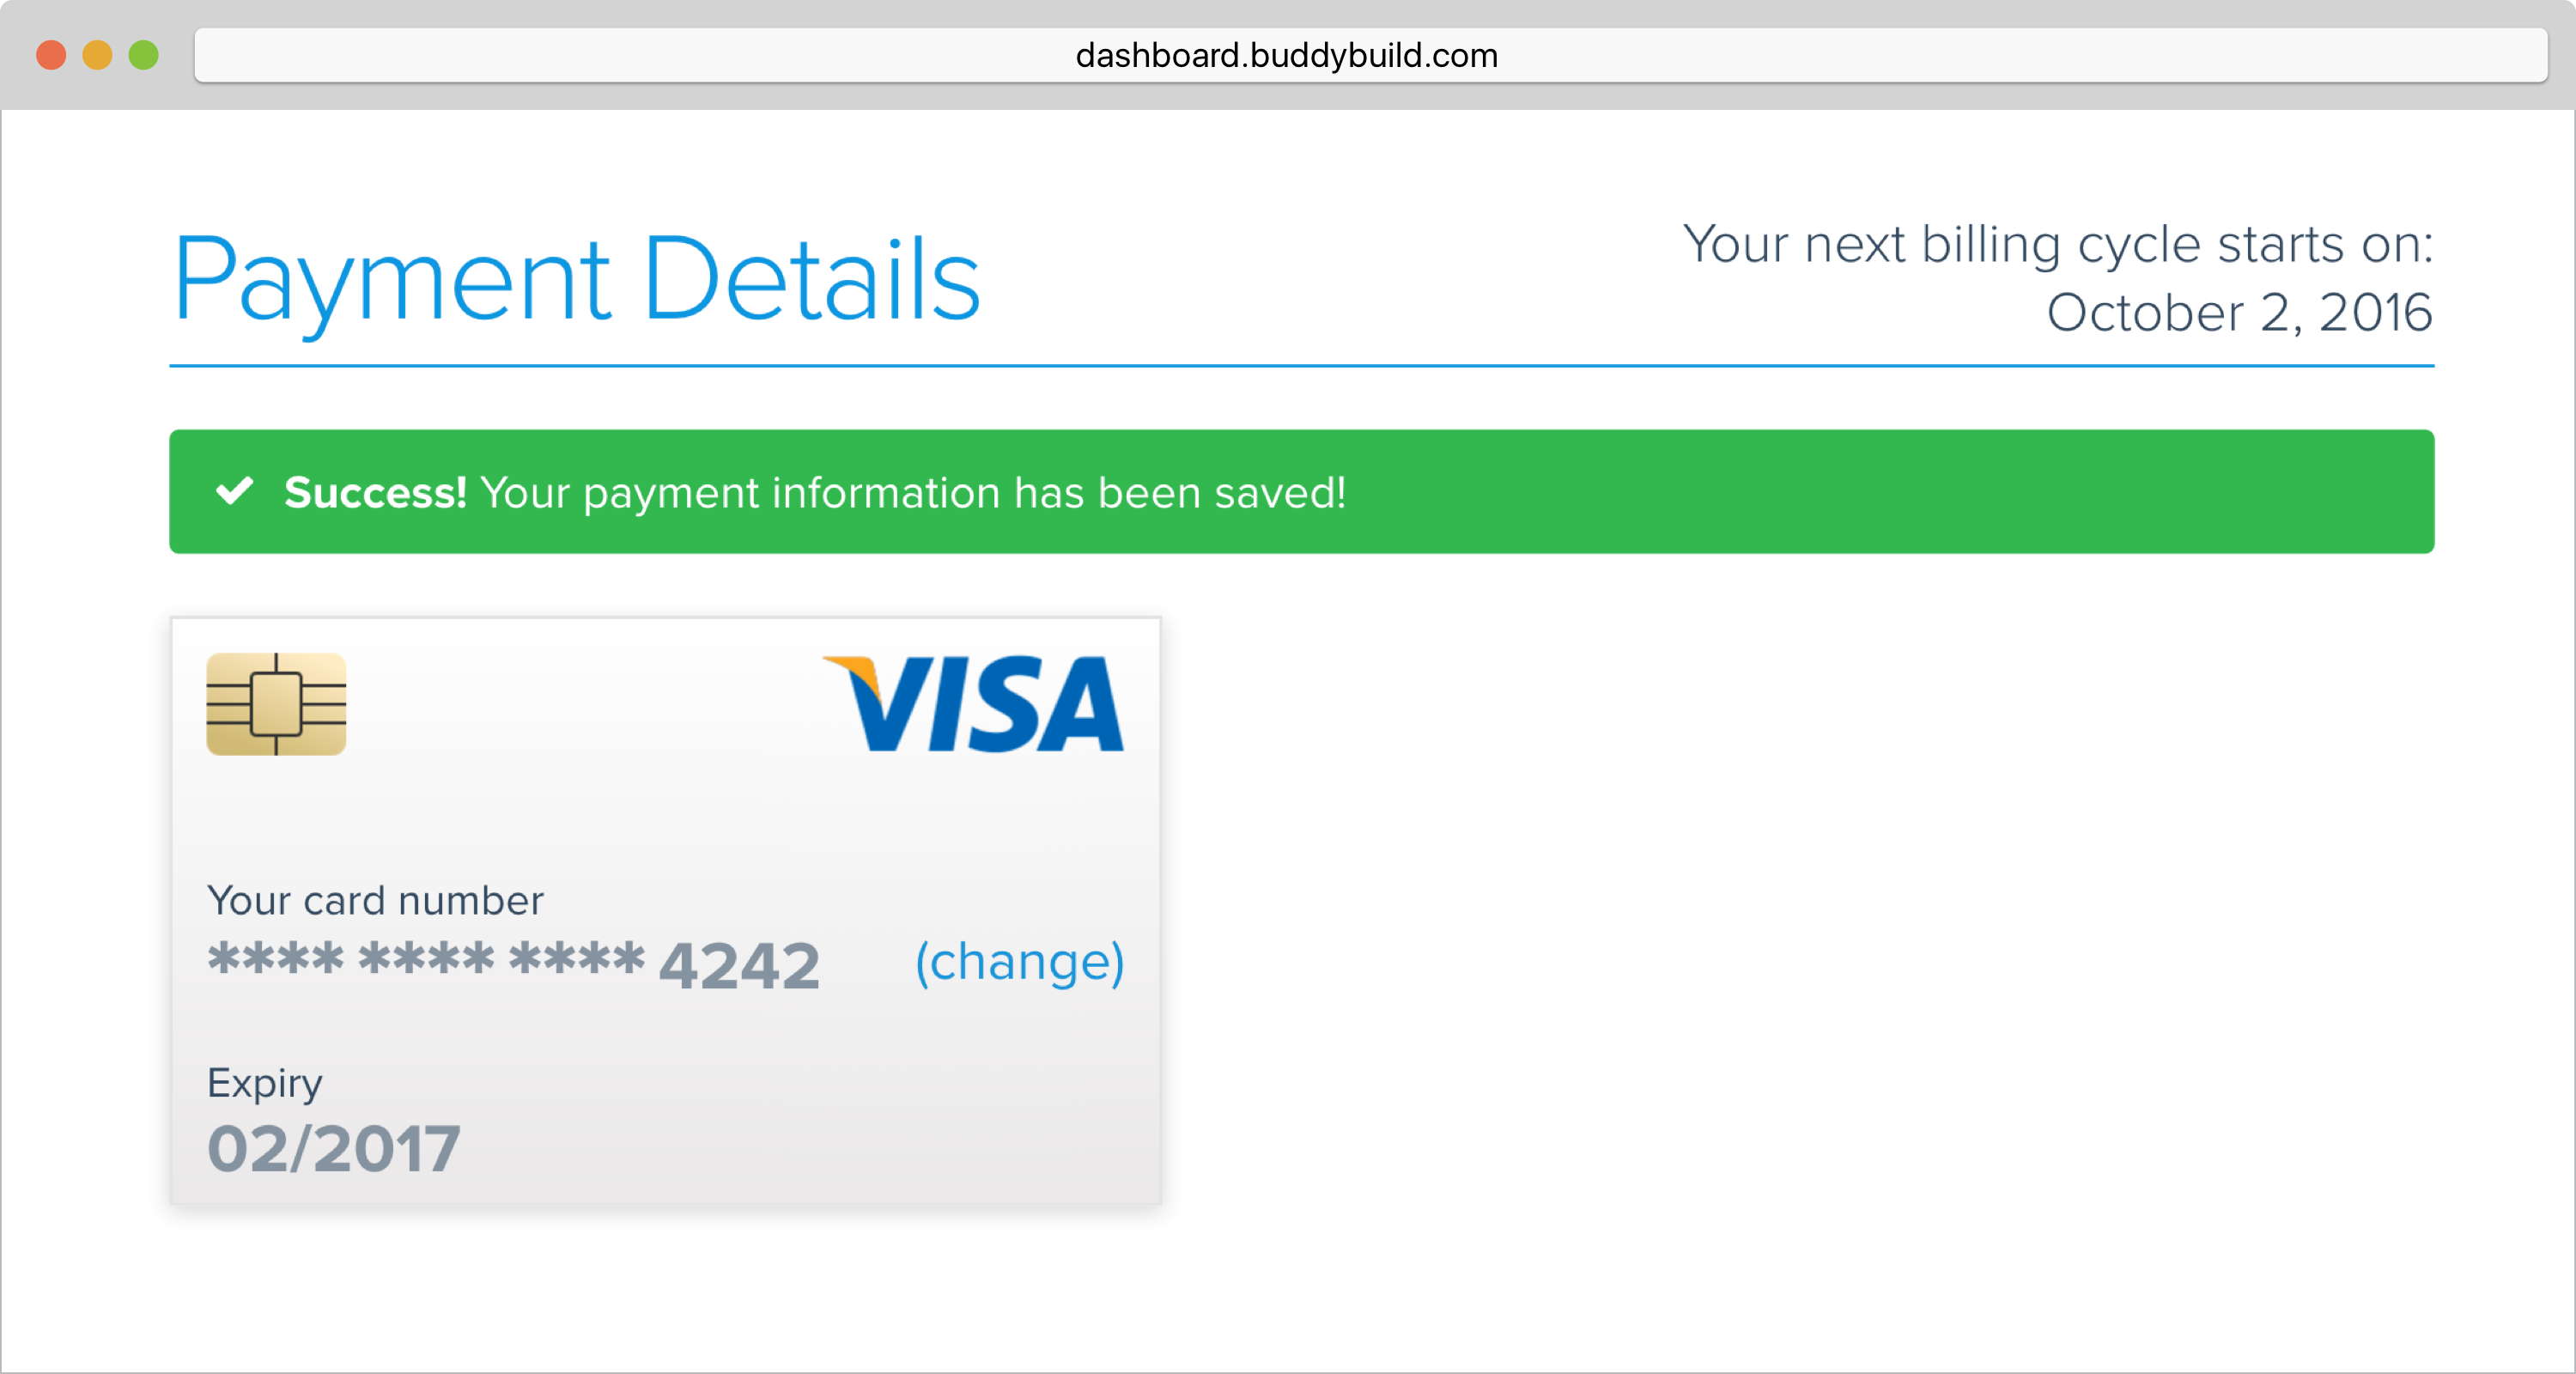 dashboard.buddybuild.com
Payment Details
Your next billing cycle starts on:
October 2, 2016
Success! Your payment information has been saved!
VISA
Your card number
**** **** **** 4242 (change)
Expiry
02/2017